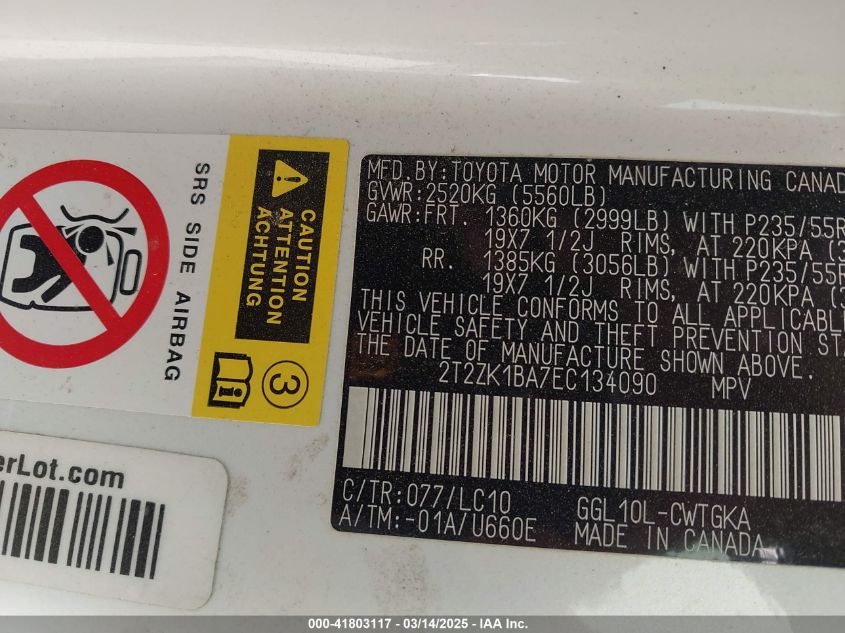 SRS SIDE AIRBAG
CAUTION
ATTENTION
ACHTUNG
3
erLot.com
MFD.BY:TOYOTA MOTOR MANUFACTURING CANAD
GVWR:2520KG (5560LB)
GAWR:FRT. 1360KG (2999LB) WITH P235/55R
19X7 1/2J RIMS, AT 220KPA (3
RR. 1385KG (3056LB) WITH P235/55R
19X7 1/2J RIMS, AT 220KPA (3
THIS VEHICLE CONFORMS TO ALL APPLICABLE
VEHICLE SAFETY AND THEFT PREVENTION STA
THE DATE OF MANUFACTURE SHOWN ABOVE.
2T2ZK1BA7EC134090 MPV
C/TR:077/LC10 GGL10L-CWTGKA
A/TM:-01A/U660E MADE IN CANADA
000-41803117 - 03/14/2025 - IAA Inc.